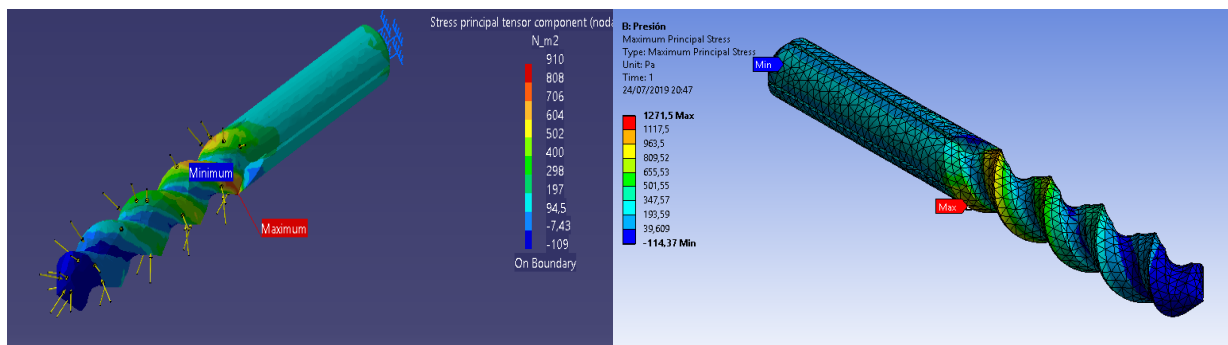 Stress principal tensor component (noda
N_m2
910
808
706
604
502
400
298
197
94,5
-7,43
-109
On Boundary
Minimum
Maximum
B: Presión
Maximum Principal Stress
Type: Maximum Principal Stress
Unit: Pa
Time: 1
24/07/2019 20:47
1271,5 Max
1117,5
963,5
809,52
655,53
501,55
347,57
193,59
39,609
-114,37 Min
Min
Max